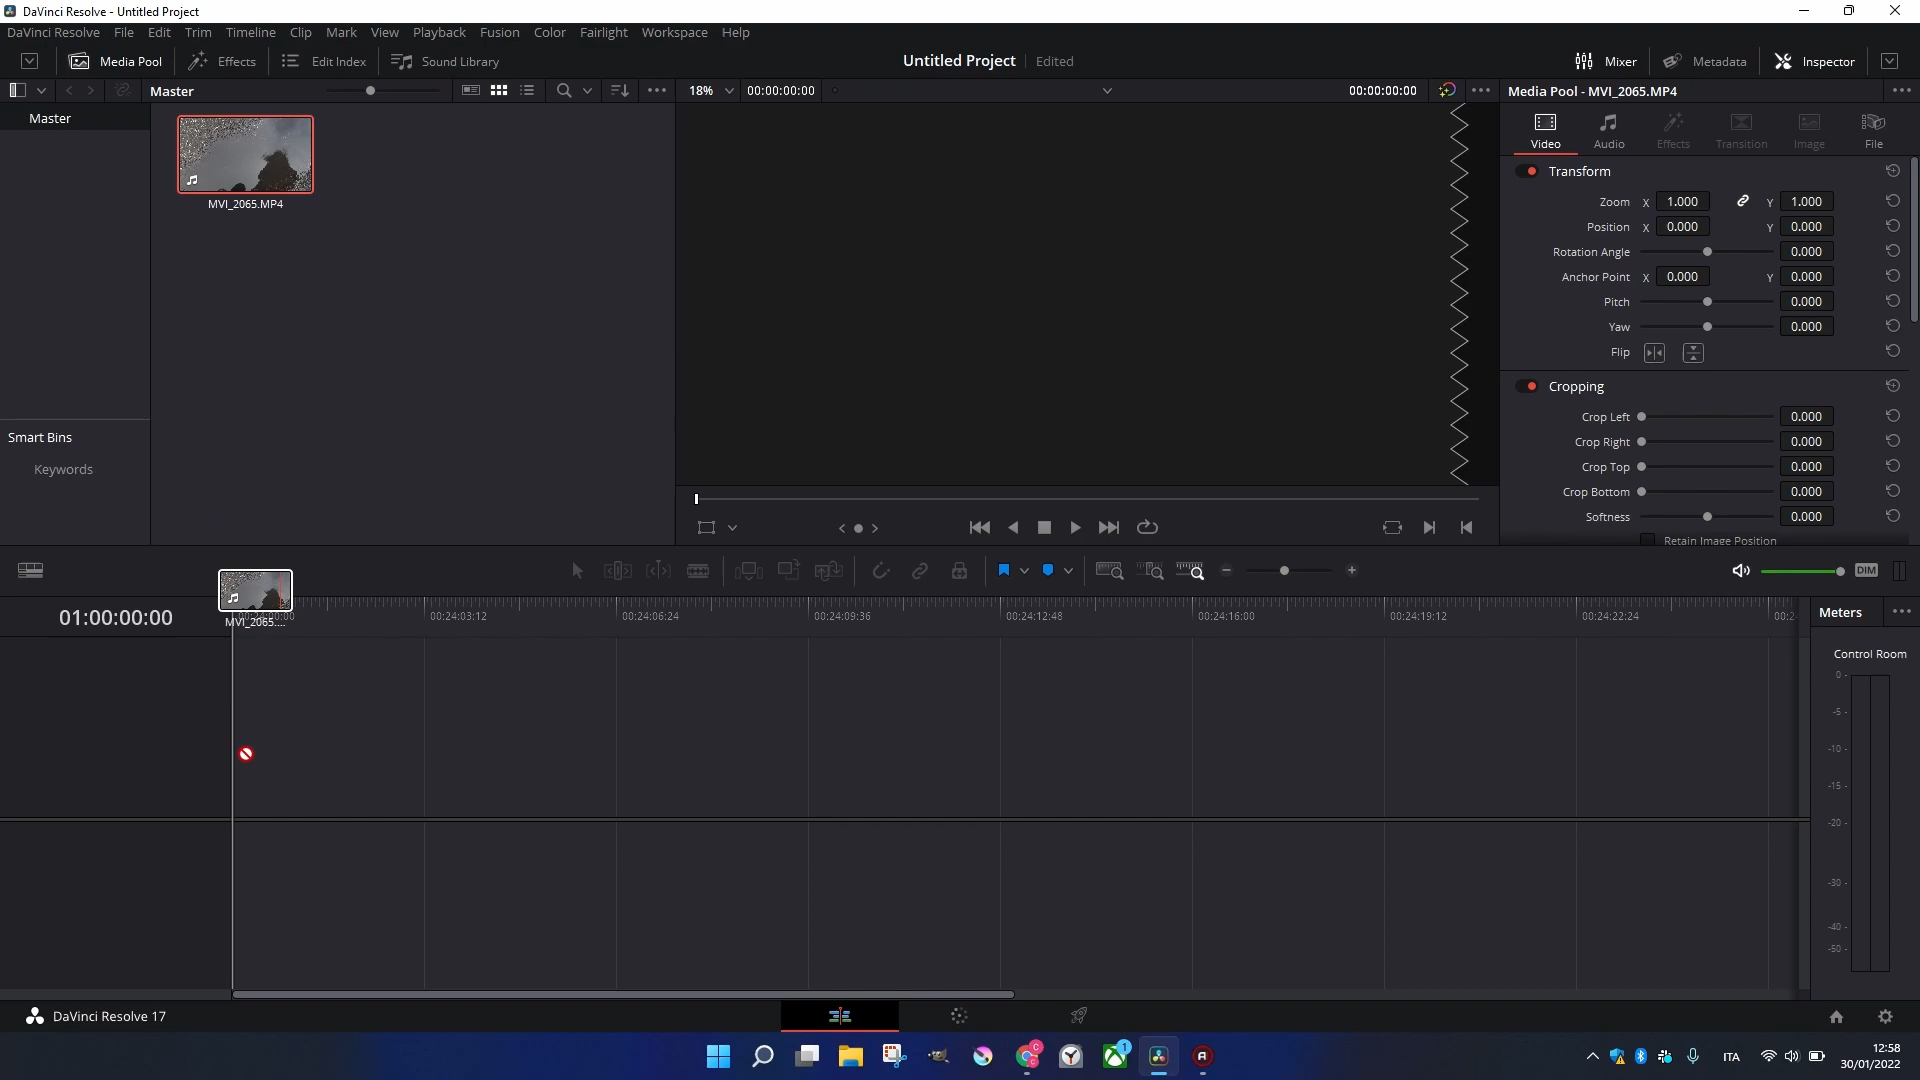 DaVinci Resolve - Untitled Project
DaVinci Resolve File Edit Trim Timeline Clip Mark View Playback Fusion Color Fairlight Workspace Help
Media Pool Effects Edit Index Sound Library Untitled Project Edited Mixer Metadata Inspector
Master 18% 00:00:00:00 00:00:00:00 Media Pool - MVI_2065.MP4
Master
MVI_2065.MP4
Smart Bins
Keywords
Video Audio Effects Transition Image File
Transform
Zoom X 1.000 Y 1.000
Position X 0.000 Y 0.000
Rotation Angle 0.000
Anchor Point X 0.000 Y 0.000
Pitch 0.000
Yaw 0.000
Flip
Cropping
Crop Left 0.000
Crop Right 0.000
Crop Top 0.000
Crop Bottom 0.000
Softness 0.000
Retain Image Position
DIM
01:00:00:00
MVI_2065....
00:24:03:12 00:24:06:24 00:24:09:36 00:24:12:48 00:24:16:00 00:24:19:12 00:24:22:24
Meters
Control Room
0
-5
-10
-15
-20
-30
-40
-50
DaVinci Resolve 17
C
1
A
ITA
12:58
30/01/2022